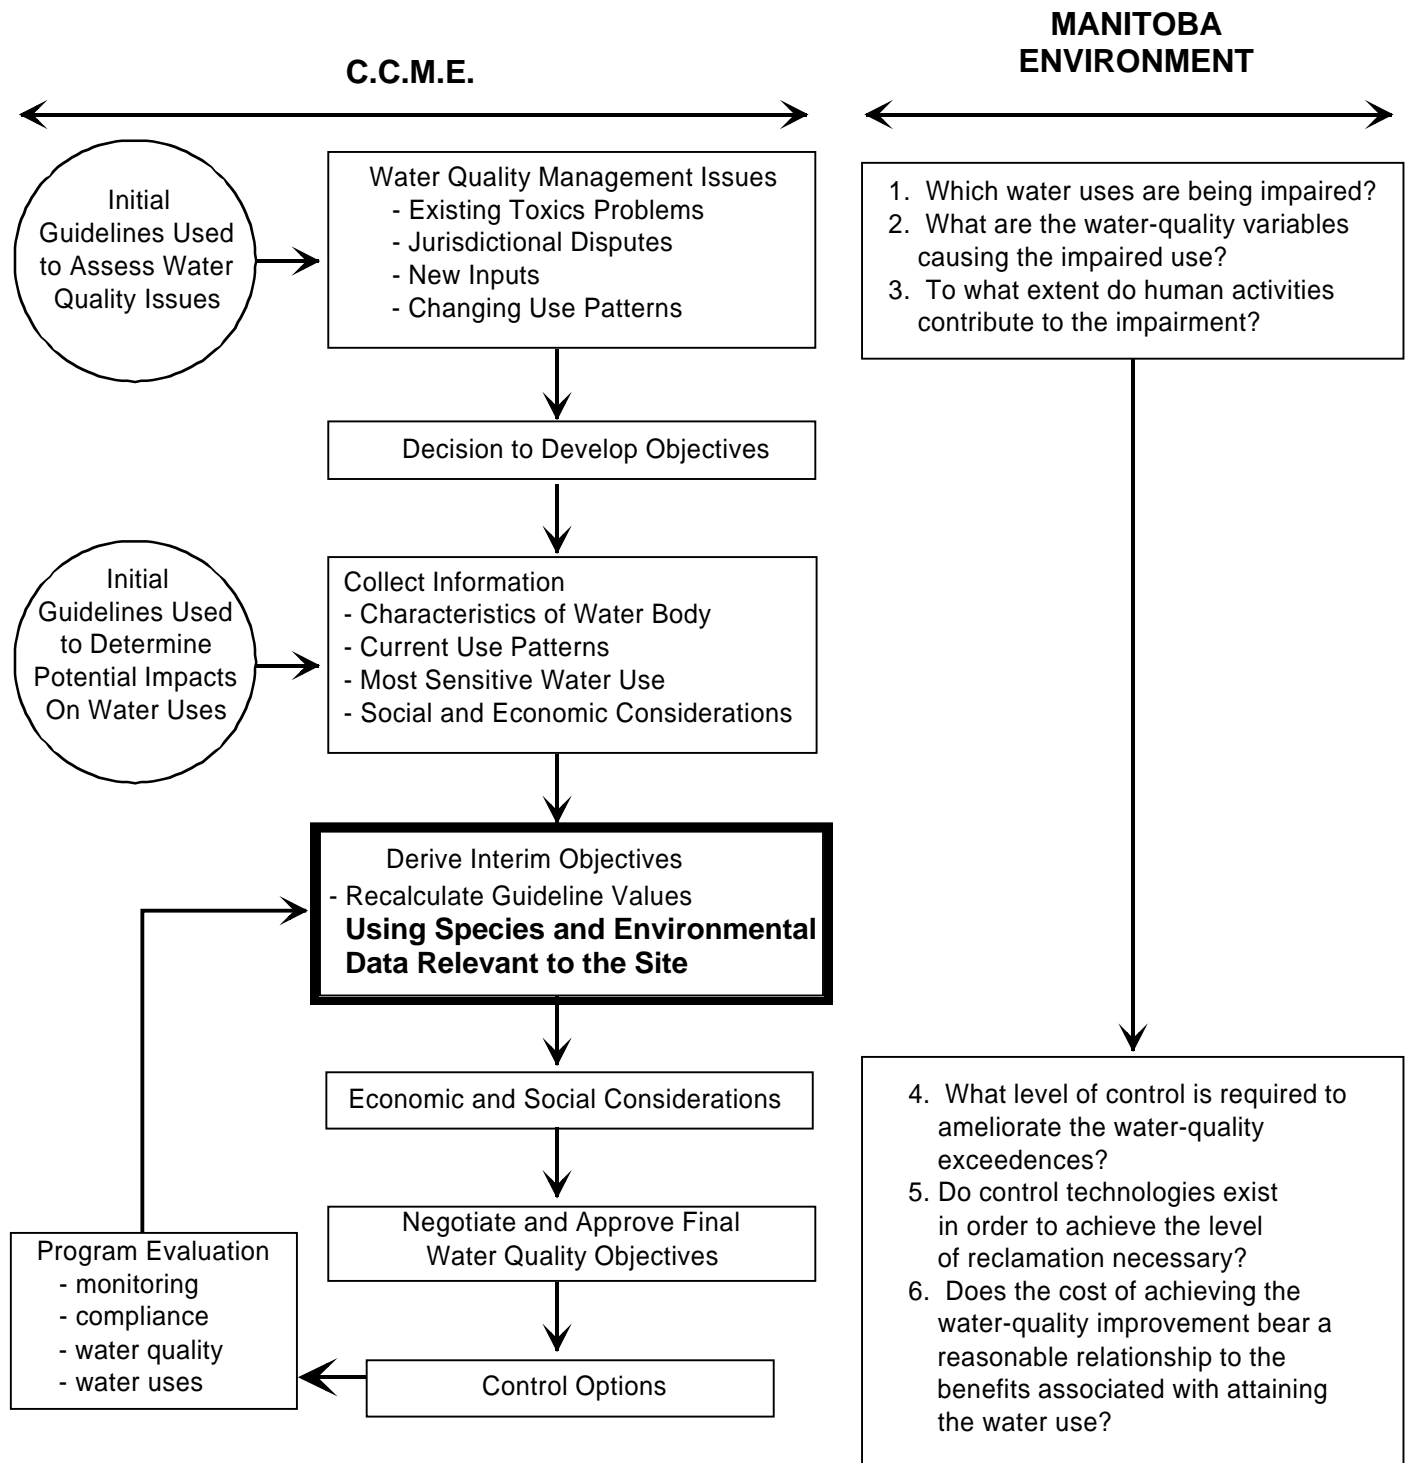 C.C.M.E.
MANITOBA
ENVIRONMENT
Initial
Guidelines Used
to Assess Water
Quality Issues
Water Quality Management Issues
- Existing Toxics Problems
- Jurisdictional Disputes
- New Inputs
- Changing Use Patterns
Decision to Develop Objectives
Initial
Guidelines Used
to Determine
Potential Impacts
On Water Uses
Collect Information
- Characteristics of Water Body
- Current Use Patterns
- Most Sensitive Water Use
- Social and Economic Considerations
Derive Interim Objectives
- Recalculate Guideline Values
Using Species and Environmental
Data Relevant to the Site
Economic and Social Considerations
Negotiate and Approve Final
Water Quality Objectives
Control Options
Program Evaluation
- monitoring
- compliance
- water quality
- water uses
1. Which water uses are being impaired?
2. What are the water-quality variables
causing the impaired use?
3. To what extent do human activities
contribute to the impairment?
4. What level of control is required to
ameliorate the water-quality
exceedences?
5. Do control technologies exist
in order to achieve the level
of reclamation necessary?
6. Does the cost of achieving the
water-quality improvement bear a
reasonable relationship to the
benefits associated with attaining
the water use?